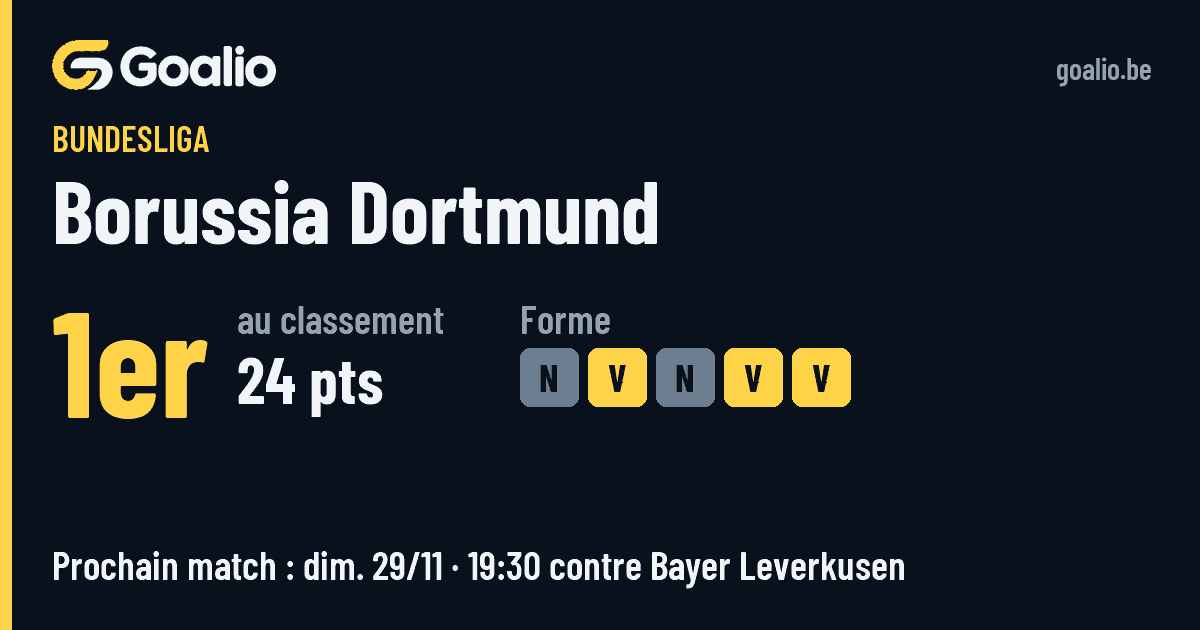 Goalio
goalio.be
BUNDESLIGA
Borussia Dortmund
1er
au classement
24 pts
Forme
N V N V V
Prochain match : dim. 29/11 · 19:30 contre Bayer Leverkusen